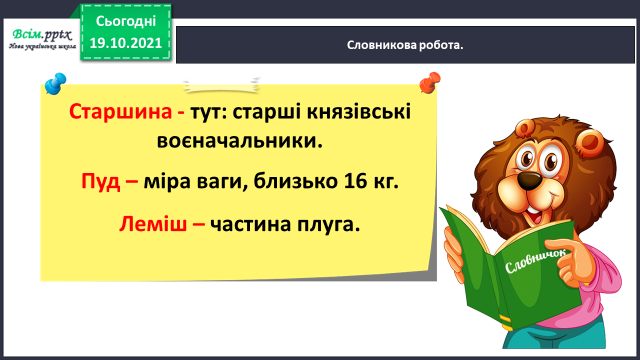 Всім.pptx
Нова українська школа
Сьогодні
19.10.2021
Словникова робота.
Старшина - тут: старші князівські
воєначальники.
Пуд – міра ваги, близько 16 кг.
Леміш – частина плуга.
Словничок